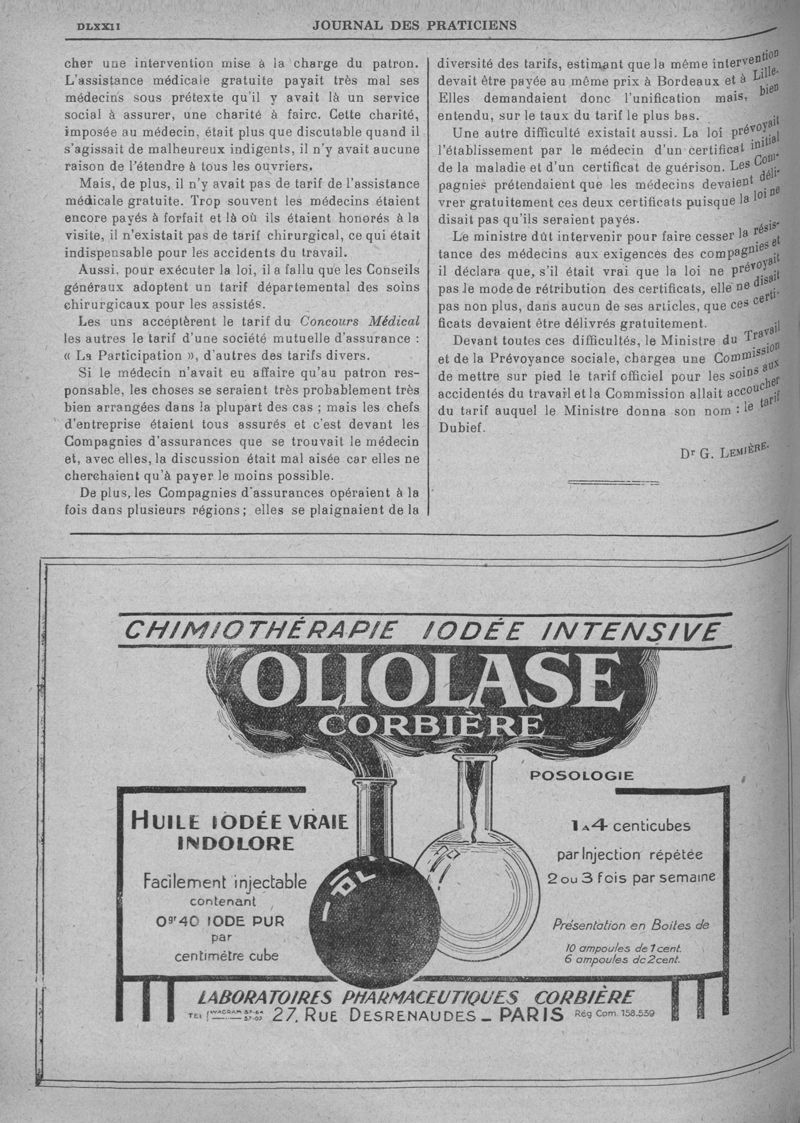 DLXXII
JOURNAL DES PRATICIENS
cher une intervention mise à la charge du patron.
L'assistance médicale gratuite payait très mal ses
médecins sous prétexte qu'il y avait là un service
social à assurer, une charité à faire. Cette charité,
imposée au médecin, était plus que discutable quand il
s'agissait de malheureux indigents, il n'y avait aucune
raison de l'étendre à tous les ouvriers.
Mais, de plus, il n'y avait pas de tarif de l'assistance
médicale gratuite. Trop souvent les médecins étaient
encore payés à forfait et là où ils étaient honorés à la
visite, il n'existait pas de tarif chirurgical, ce qui était
indispensable pour les accidents du travail.
Aussi, pour exécuter la loi, il a fallu que les Conseils
généraux adoptent un tarif départemental des soins
chirurgicaux pour les assistés.
Les uns acceptèrent le tarif du Concours Médical
les autres le tarif d'une société mutuelle d'assurance :
« La Participation », d'autres des tarifs divers.
Si le médecin n'avait eu affaire qu'au patron res-
ponsable, les choses se seraient très probablement très
bien arrangées dans la plupart des cas ; mais les chefs
d'entreprise étaient tous assurés et c'est devant les
Compagnies d'assurances que se trouvait le médecin
et, avec elles, la discussion était mal aisée car elles ne
cherchaient qu'à payer le moins possible.
De plus, les Compagnies d'assurances opéraient à la
fois dans plusieurs régions ; elles se plaignaient de la
diversité des tarifs, estimant que la même intervention
devait être payée au même prix à Bordeaux et à Lille.
Elles demandaient donc l'unification mais, bien
entendu, sur le taux du tarif le plus bas.
Une autre difficulté existait aussi. La loi prévoyait
l'établissement par le médecin d'un certificat initial
de la maladie et d'un certificat de guérison. Les Com-
pagnies prétendaient que les médecins devaient déli-
vrer gratuitement ces deux certificats puisque la loi ne
disait pas qu'ils seraient payés.
Le ministre dût intervenir pour faire cesser la résis-
tance des médecins aux exigences des compagnies et
il déclara que, s'il était vrai que la loi ne prévoyait
pas le mode de rétribution des certificats, elle ne disait
pas non plus, dans aucun de ses articles, que ces certi-
ficats devaient être délivrés gratuitement.
Devant toutes ces difficultés, le Ministre du Travail
et de la Prévoyance sociale, chargea une Commission
de mettre sur pied le tarif officiel pour les soins aux
accidentés du travail et la Commission allait accoucher
du tarif auquel le Ministre donna son nom : le tarif
Dubief.
Dr G. LEMIÈRE.
CHIMIOTHÉRAPIE IODÉE INTENSIVE
OLIOLASE
CORBIÈRE
HUILE IODÉE VRAIE
INDOLORE
Facilement injectable
contenant
0gr40 IODE PUR
par
centimètre cube
POSOLOGIE
1 A 4 centicubes
par Injection répétée
2 ou 3 fois par semaine
Présentation en Boites de
10 ampoules de 1 cent.
6 ampoules de 2 cent.
LABORATOIRES PHARMACEUTIQUES CORBIÈRE
27, RUE DESRENAUDES _ PARIS Rég Com. 158.539